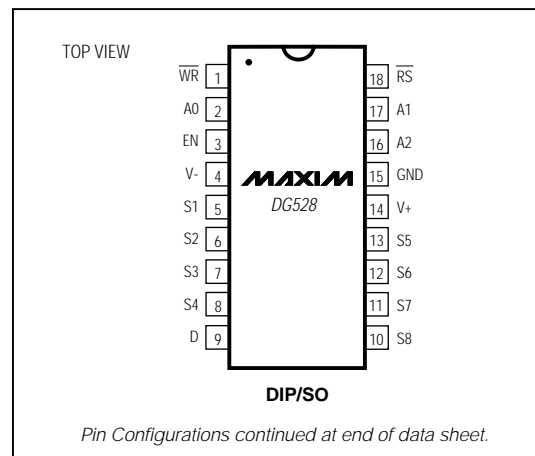 TOP VIEW
WR 1 18 RS
A0 2 17 A1
EN 3 16 A2
V- 4 MAXIM 15 GND
S1 5 DG528 14 V+
S2 6 13 S5
S3 7 12 S6
S4 8 11 S7
D 9 10 S8
DIP/SO
Pin Configurations continued at end of data sheet.